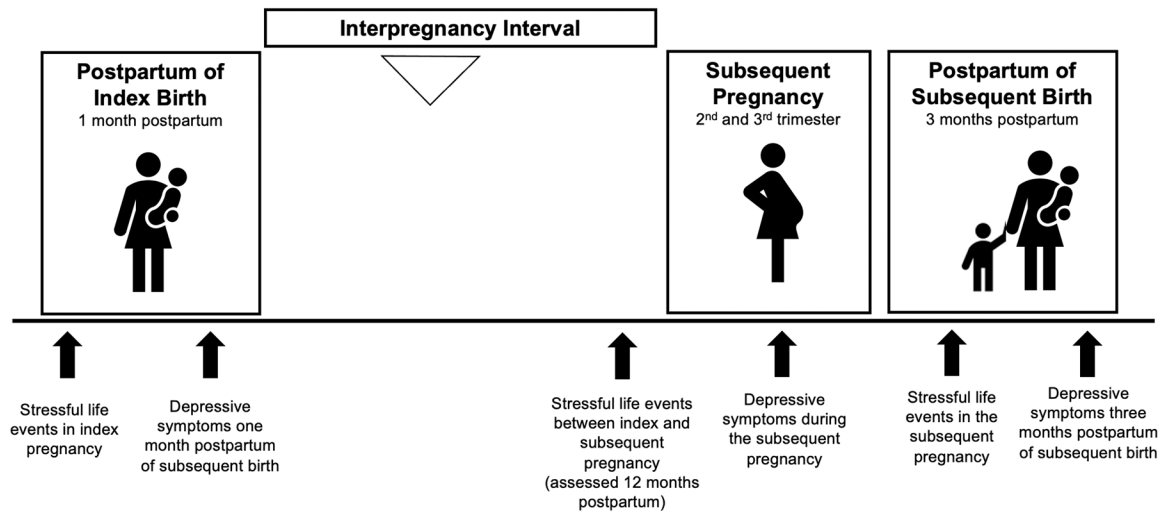 Interpregnancy Interval
Postpartum of
Index Birth
1 month postpartum
Subsequent
Pregnancy
2nd and 3rd trimester
Postpartum of
Subsequent Birth
3 months postpartum
Stressful life
events in index
pregnancy
Depressive
symptoms one
month postpartum
of subsequent birth
Stressful life events
between index and
subsequent
pregnancy
(assessed 12 months
postpartum)
Depressive
symptoms during
the subsequent
pregnancy
Stressful life
events in the
subsequent
pregnancy
Depressive
symptoms three
months postpartum
of subsequent birth